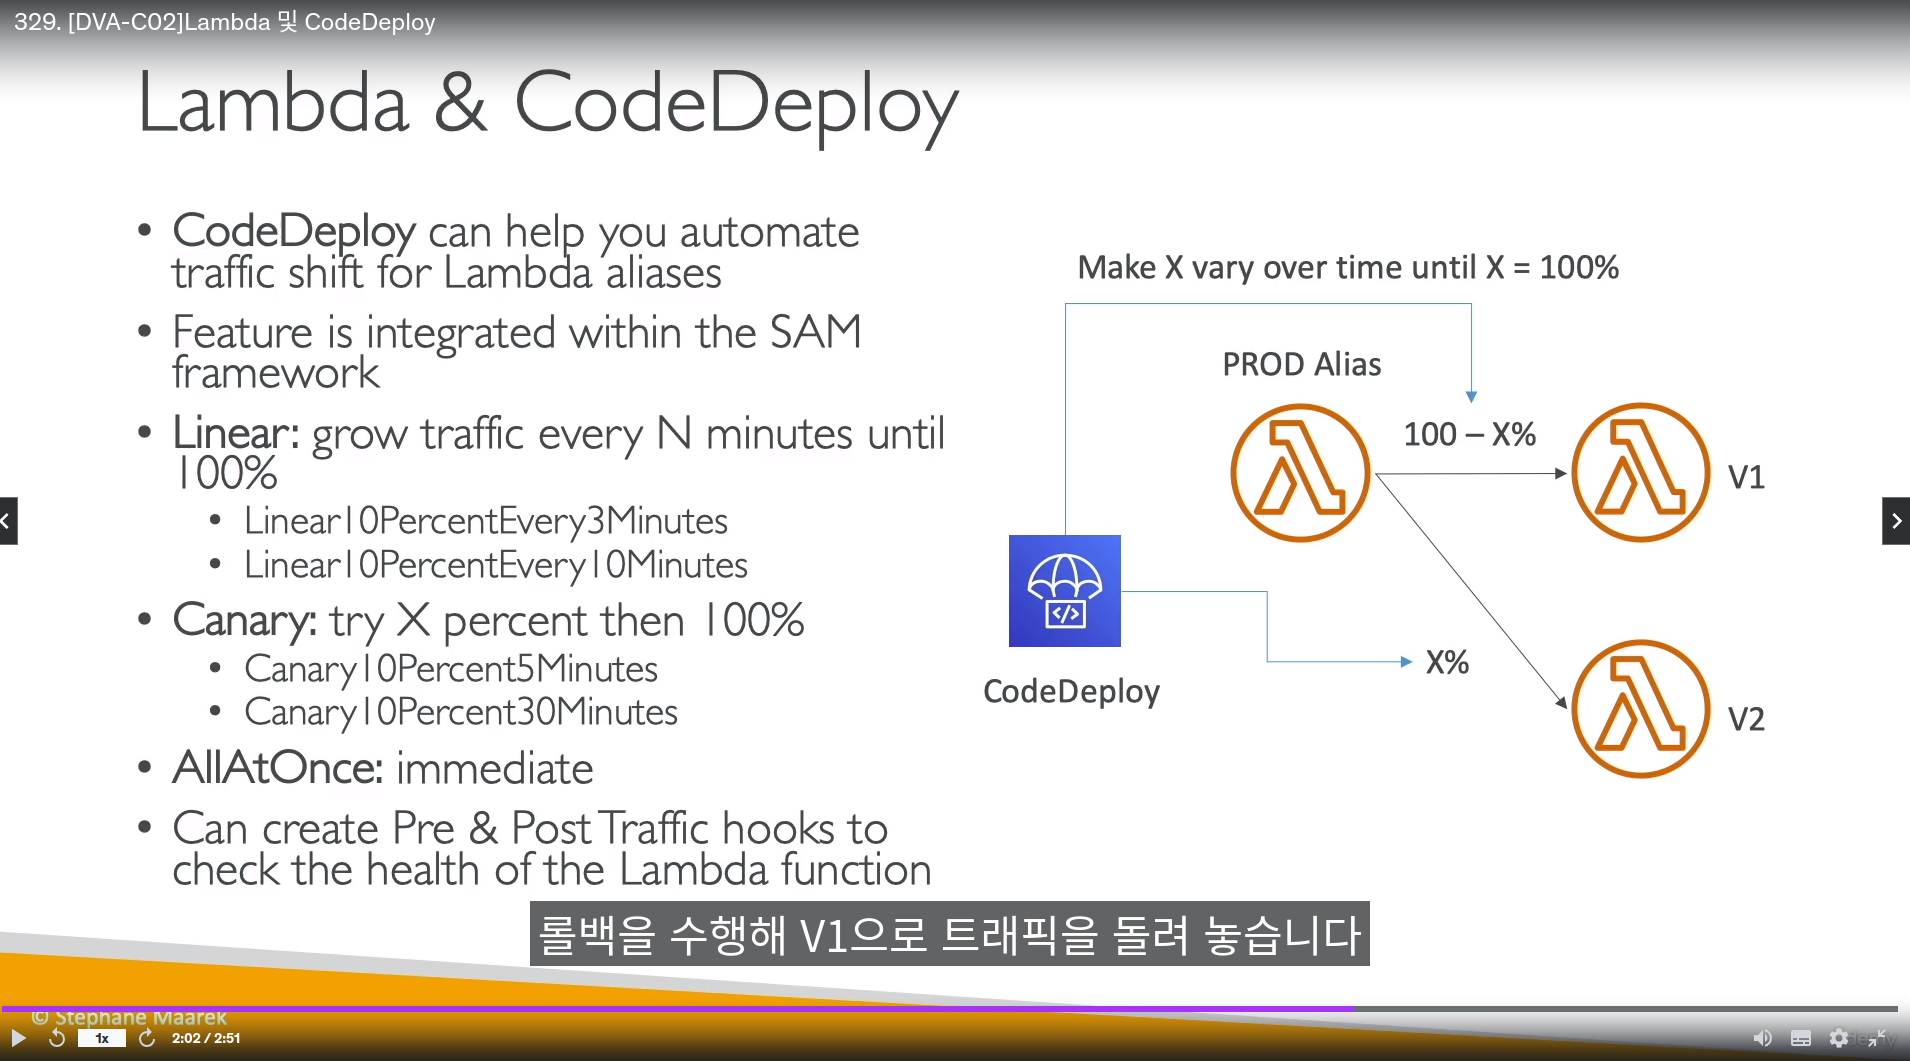 329. [DVA-C02]Lambda 및 CodeDeploy
Lambda & CodeDeploy
• CodeDeploy can help you automate
traffic shift for Lambda aliases
• Feature is integrated within the SAM
framework
• Linear: grow traffic every N minutes until
100%
• Linear10PercentEvery3Minutes
• Linear10PercentEvery10Minutes
• Canary: try X percent then 100%
• Canary10Percent5Minutes
• Canary10Percent30Minutes
• AllAtOnce: immediate
• Can create Pre & Post Traffic hooks to
check the health of the Lambda function
Make X vary over time until X = 100%
PROD Alias
100 – X%
V1
</>
CodeDeploy
X%
V2
롤백을 수행해 V1으로 트래픽을 돌려 놓습니다
© Stephane Maarek
1x
2:02 / 2:51